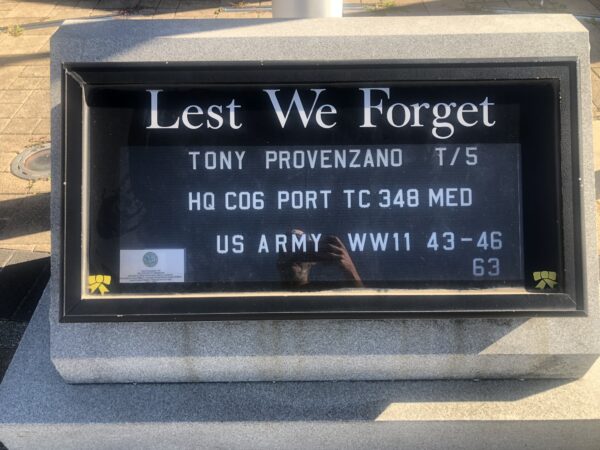 Lest We Forget
TONY PROVENZANO T/5
HQ CO6 PORT TC 348 MED
US ARMY WW11 43-46
63